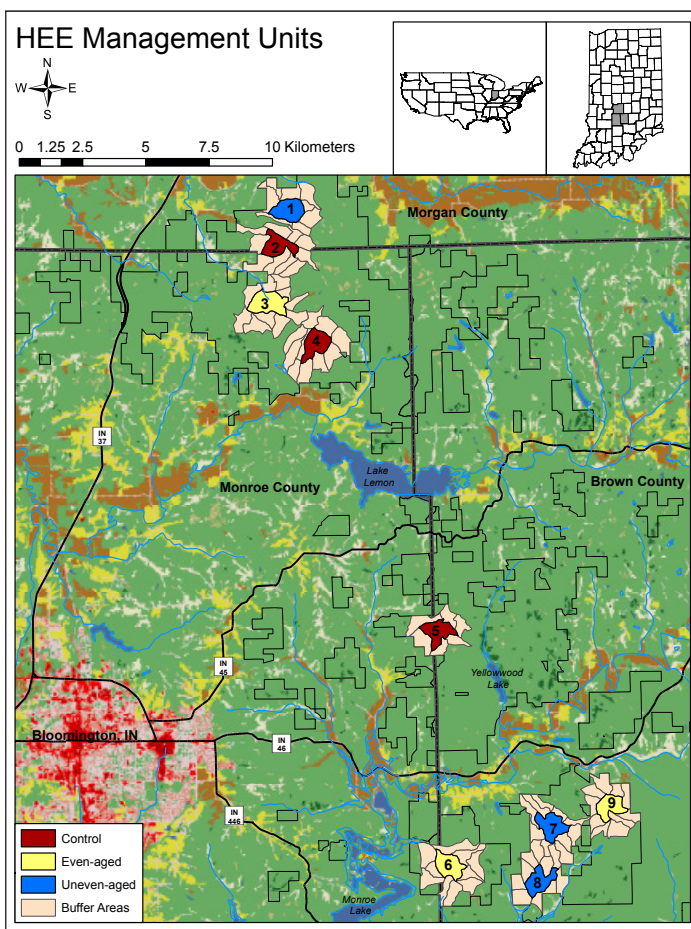 HEE Management Units
N
W E
S
0 1.25 2.5 5 7.5 10 Kilometers
1
Morgan County
2
3
4
IN
37
Lake
Lemon
Monroe County
Brown County
5
IN
45
Yellowwood
Lake
Bloomington, IN
IN
46
9
7
IN
446
6
8
Monroe
Lake
Control
Even-aged
Uneven-aged
Buffer Areas